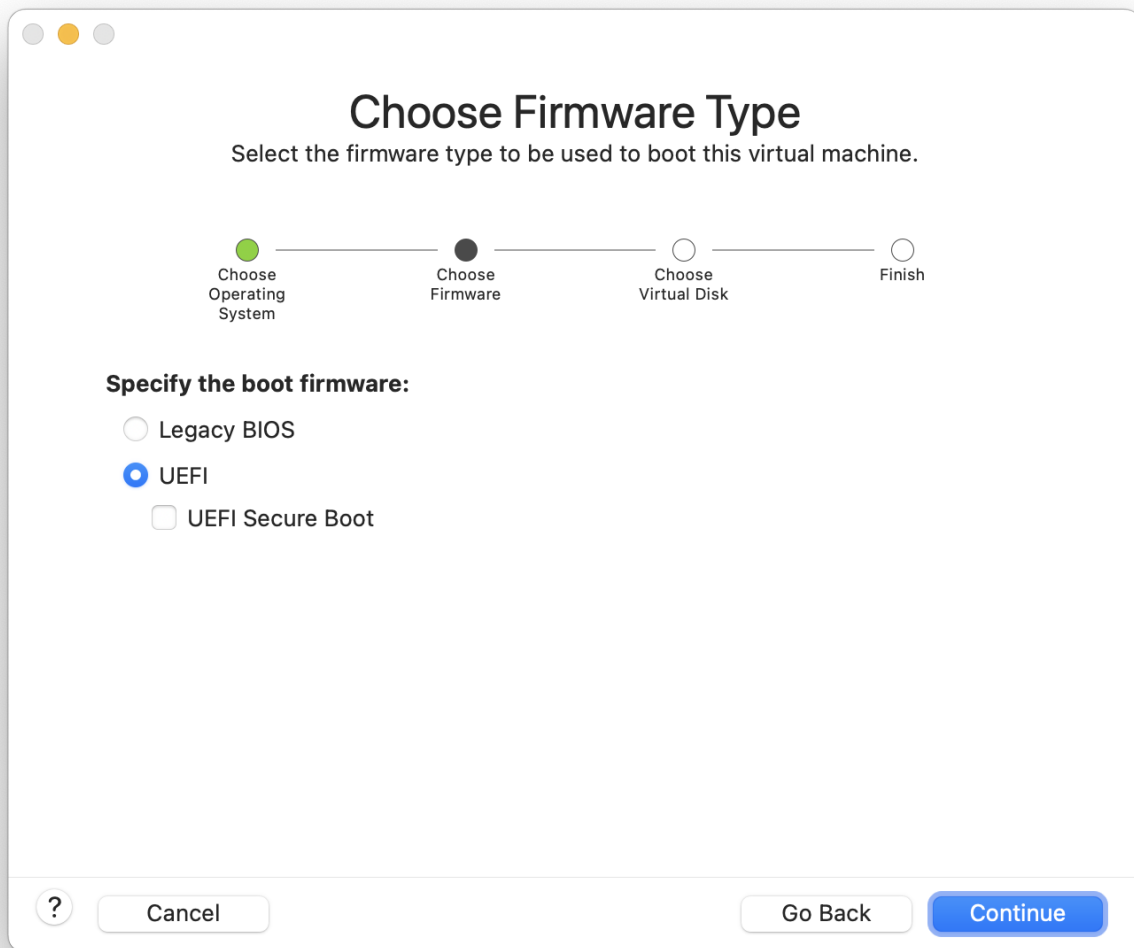 Choose Firmware Type
Select the firmware type to be used to boot this virtual machine.
Choose
Operating
System
Choose
Firmware
Choose
Virtual Disk
Finish
Specify the boot firmware:
Legacy BIOS
UEFI
UEFI Secure Boot
?
Cancel
Go Back
Continue